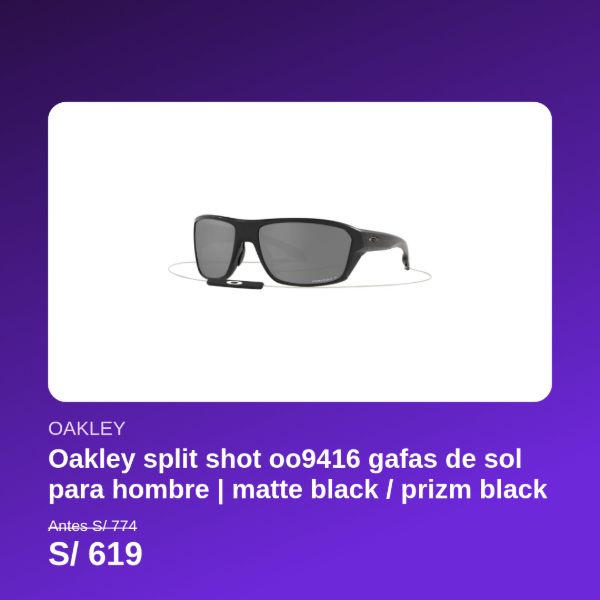 OAKLEY
Oakley split shot oo9416 gafas de sol
para hombre | matte black / prizm black
Antes S/ 774
S/ 619